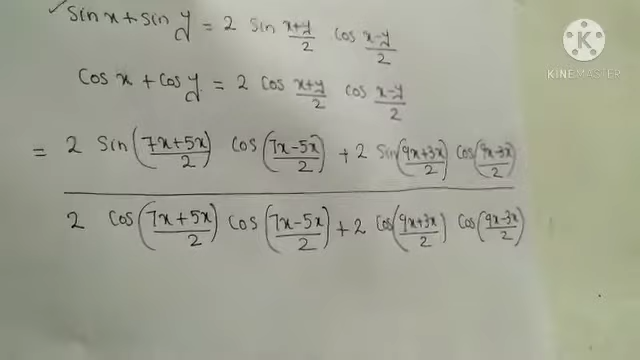 ✓ Sin x + sin y = 2 Sin (x+y)/2 Cos (x-y)/2
Cos x + Cos y = 2 Cos (x+y)/2 Cos (x-y)/2
= 2 Sin(7x+5x/2) Cos(7x-5x/2) + 2 Sin(9x+3x/2) Cos(9x-3x/2)
2 Cos(7x+5x/2) Cos(7x-5x/2) + 2 Cos(9x+3x/2) Cos(9x-3x/2)
K
KINEMASTER